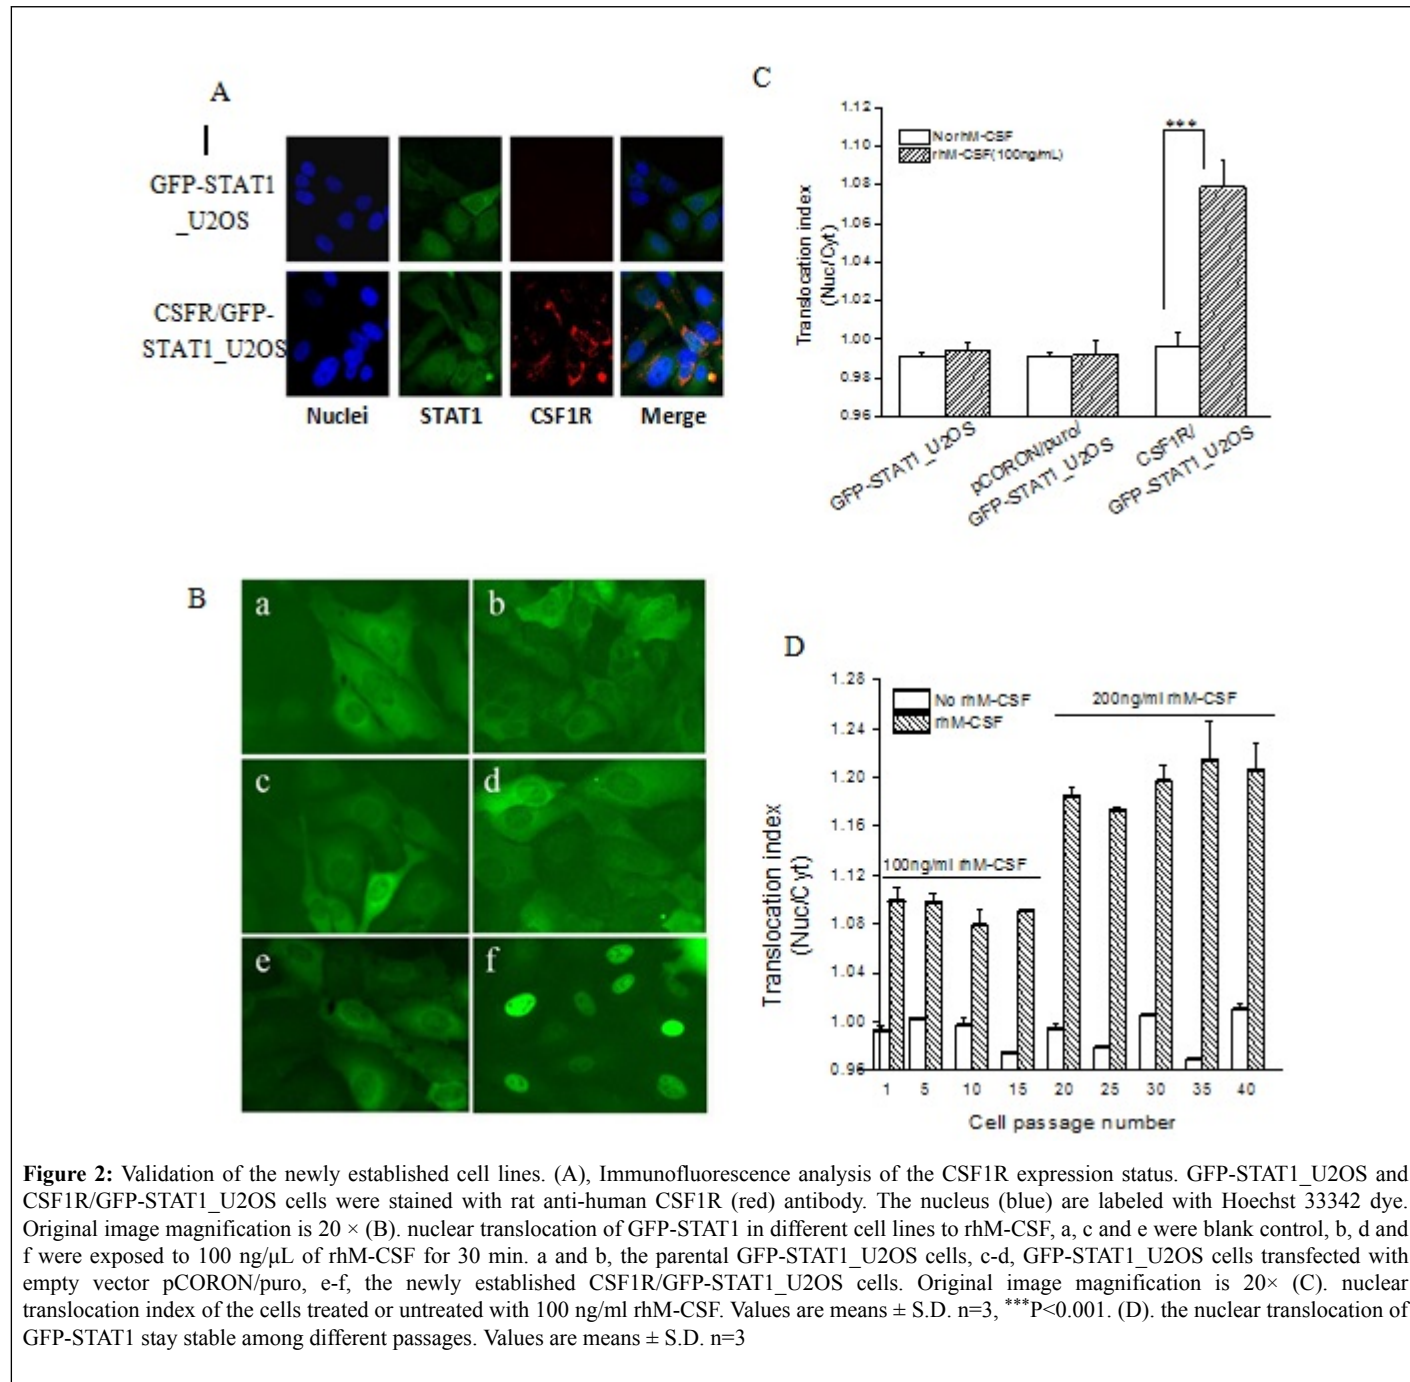 A
GFP-STAT1
_U2OS
CSFR/GFP-
STAT1_U2OS
Nuclei STAT1 CSF1R Merge
C
1.12
1.10
1.08
1.06
1.04
1.02
1.00
0.98
0.96
Translocation index
(Nuc/Cyt)
No rhM-CSF
rhM-CSF(100ng/mL)
***
GFP-STAT1_U2OS
pCORON/puro/
GFP-STAT1_U2OS
CSF1R/
GFP-STAT1_U2OS
B
a
b
c
d
e
f
D
1.28
1.24
1.20
1.16
1.12
1.08
1.04
1.00
0.96
Translocation index
(Nuc/Cyt)
No rhM-CSF
rhM-CSF
200ng/ml rhM-CSF
100ng/ml rhM-CSF
1 5 10 15 20 25 30 35 40
Cell passage number
Figure 2: Validation of the newly established cell lines. (A), Immunofluorescence analysis of the CSF1R expression status. GFP-STAT1_U2OS and
CSF1R/GFP-STAT1_U2OS cells were stained with rat anti-human CSF1R (red) antibody. The nucleus (blue) are labeled with Hoechst 33342 dye.
Original image magnification is 20 × (B). nuclear translocation of GFP-STAT1 in different cell lines to rhM-CSF, a, c and e were blank control, b, d and
f were exposed to 100 ng/μL of rhM-CSF for 30 min. a and b, the parental GFP-STAT1_U2OS cells, c-d, GFP-STAT1_U2OS cells transfected with
empty vector pCORON/puro, e-f, the newly established CSF1R/GFP-STAT1_U2OS cells. Original image magnification is 20× (C). nuclear
translocation index of the cells treated or untreated with 100 ng/ml rhM-CSF. Values are means ± S.D. n=3, ***P<0.001. (D). the nuclear translocation of
GFP-STAT1 stay stable among different passages. Values are means ± S.D. n=3